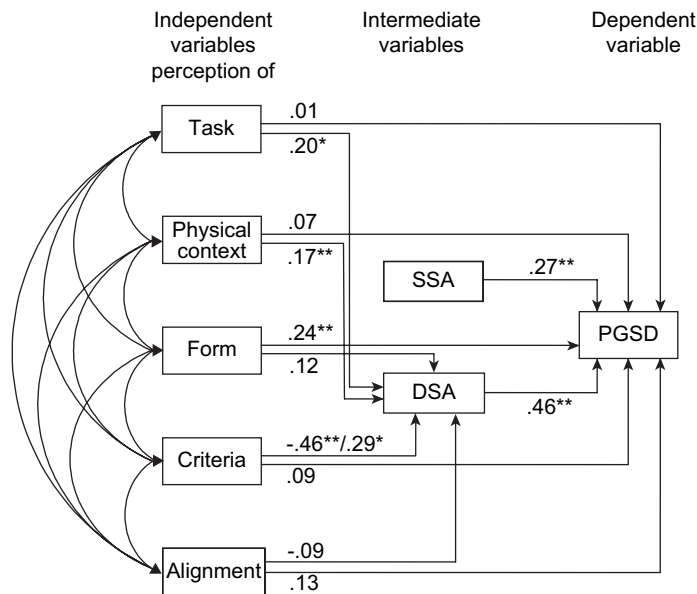 Independent
variables
perception of
Intermediate
variables
Dependent
variable
Task
.01
.20*
Physical
context
.07
.17**
SSA
.27**
Form
.24**
.12
PGSD
DSA
.46**
Criteria
-.46**/.29*
.09
Alignment
-.09
.13